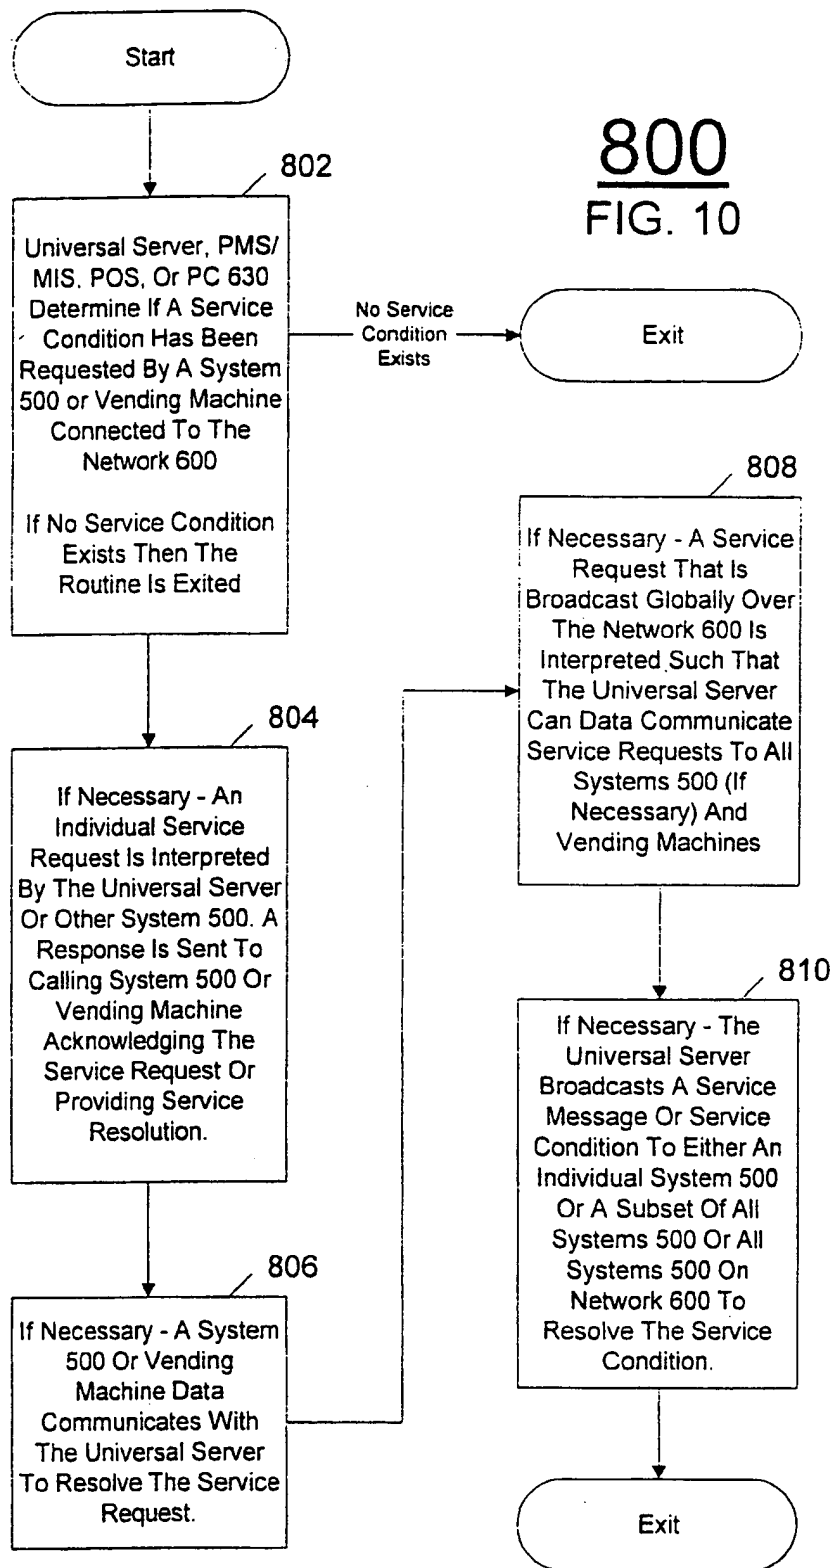 Start
800
FIG. 10
802
Universal Server, PMS/
MIS. POS, Or PC 630
Determine If A Service
Condition Has Been
Requested By A System
500 or Vending Machine
Connected To The
Network 600
If No Service Condition
Exists Then The
Routine Is Exited
No Service
Condition
Exists
Exit
804
If Necessary - An
Individual Service
Request Is Interpreted
By The Universal Server
Or Other System 500. A
Response Is Sent To
Calling System 500 Or
Vending Machine
Acknowledging The
Service Request Or
Providing Service
Resolution.
806
If Necessary - A System
500 Or Vending
Machine Data
Communicates With
The Universal Server
To Resolve The Service
Request.
808
If Necessary - A Service
Request That Is
Broadcast Globally Over
The Network 600 Is
Interpreted Such That
The Universal Server
Can Data Communicate
Service Requests To All
Systems 500 (If
Necessary) And
Vending Machines
810
If Necessary - The
Universal Server
Broadcasts A Service
Message Or Service
Condition To Either An
Individual System 500
Or A Subset Of All
Systems 500 Or All
Systems 500 On
Network 600 To
Resolve The Service
Condition.
Exit